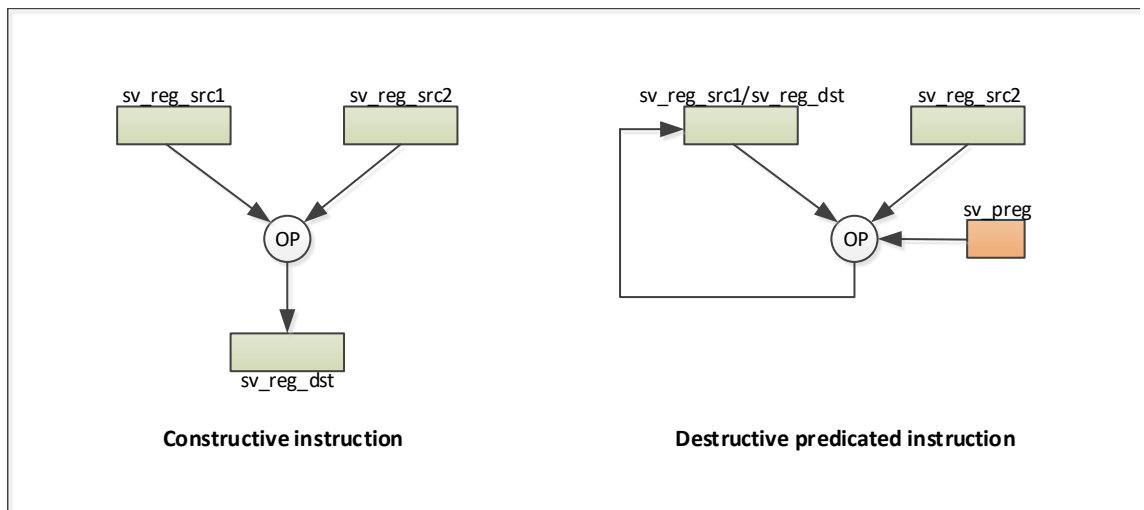 sv_reg_src1
sv_reg_src2
OP
sv_reg_dst
Constructive instruction
sv_reg_src1/sv_reg_dst
sv_reg_src2
sv_preg
OP
Destructive predicated instruction